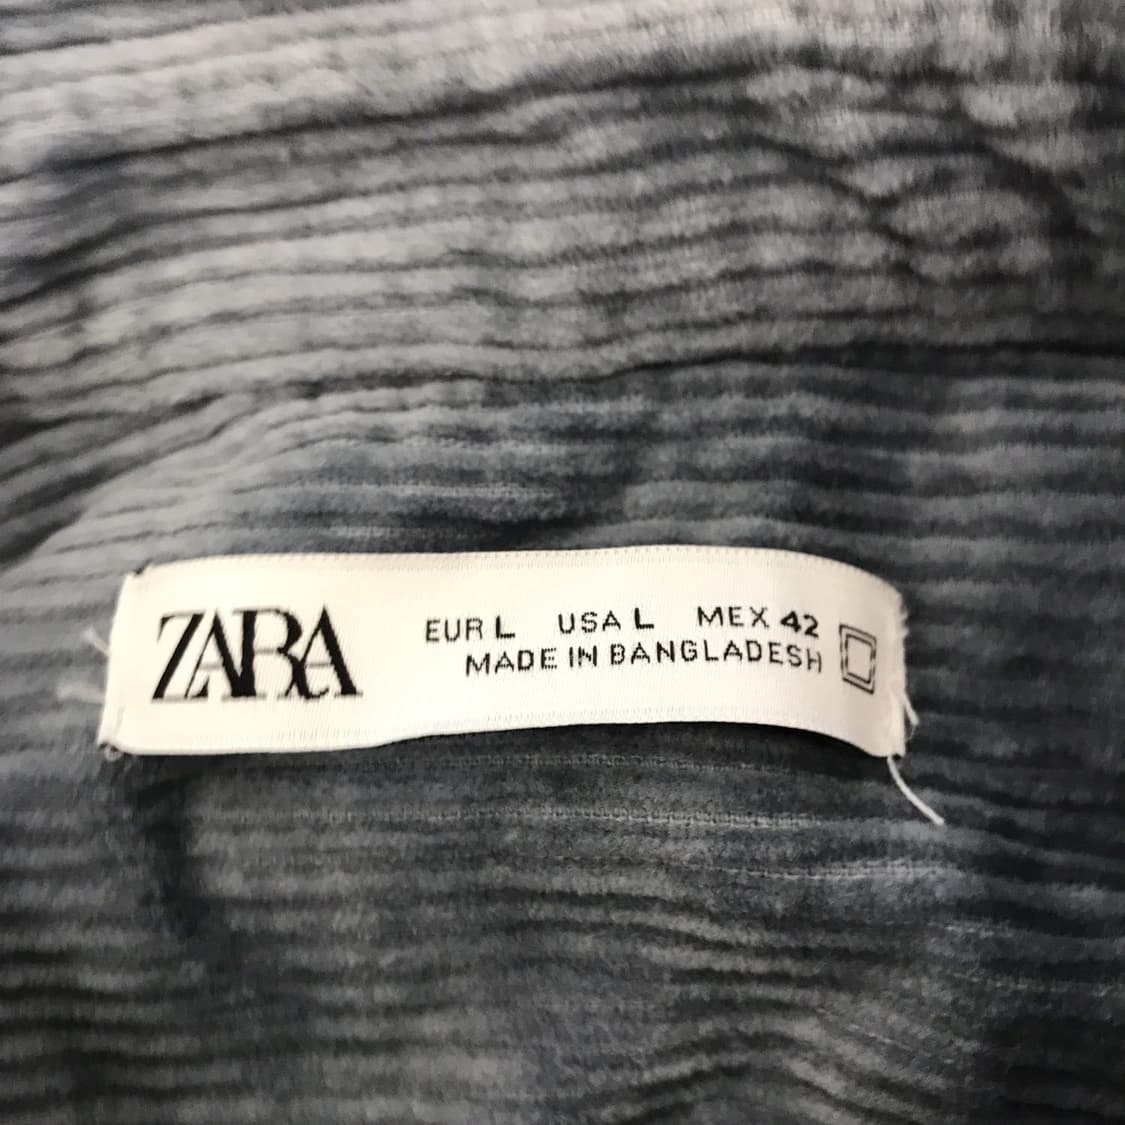 ZARA
EUR L USA L MEX 42
MADE IN BANGLADESH